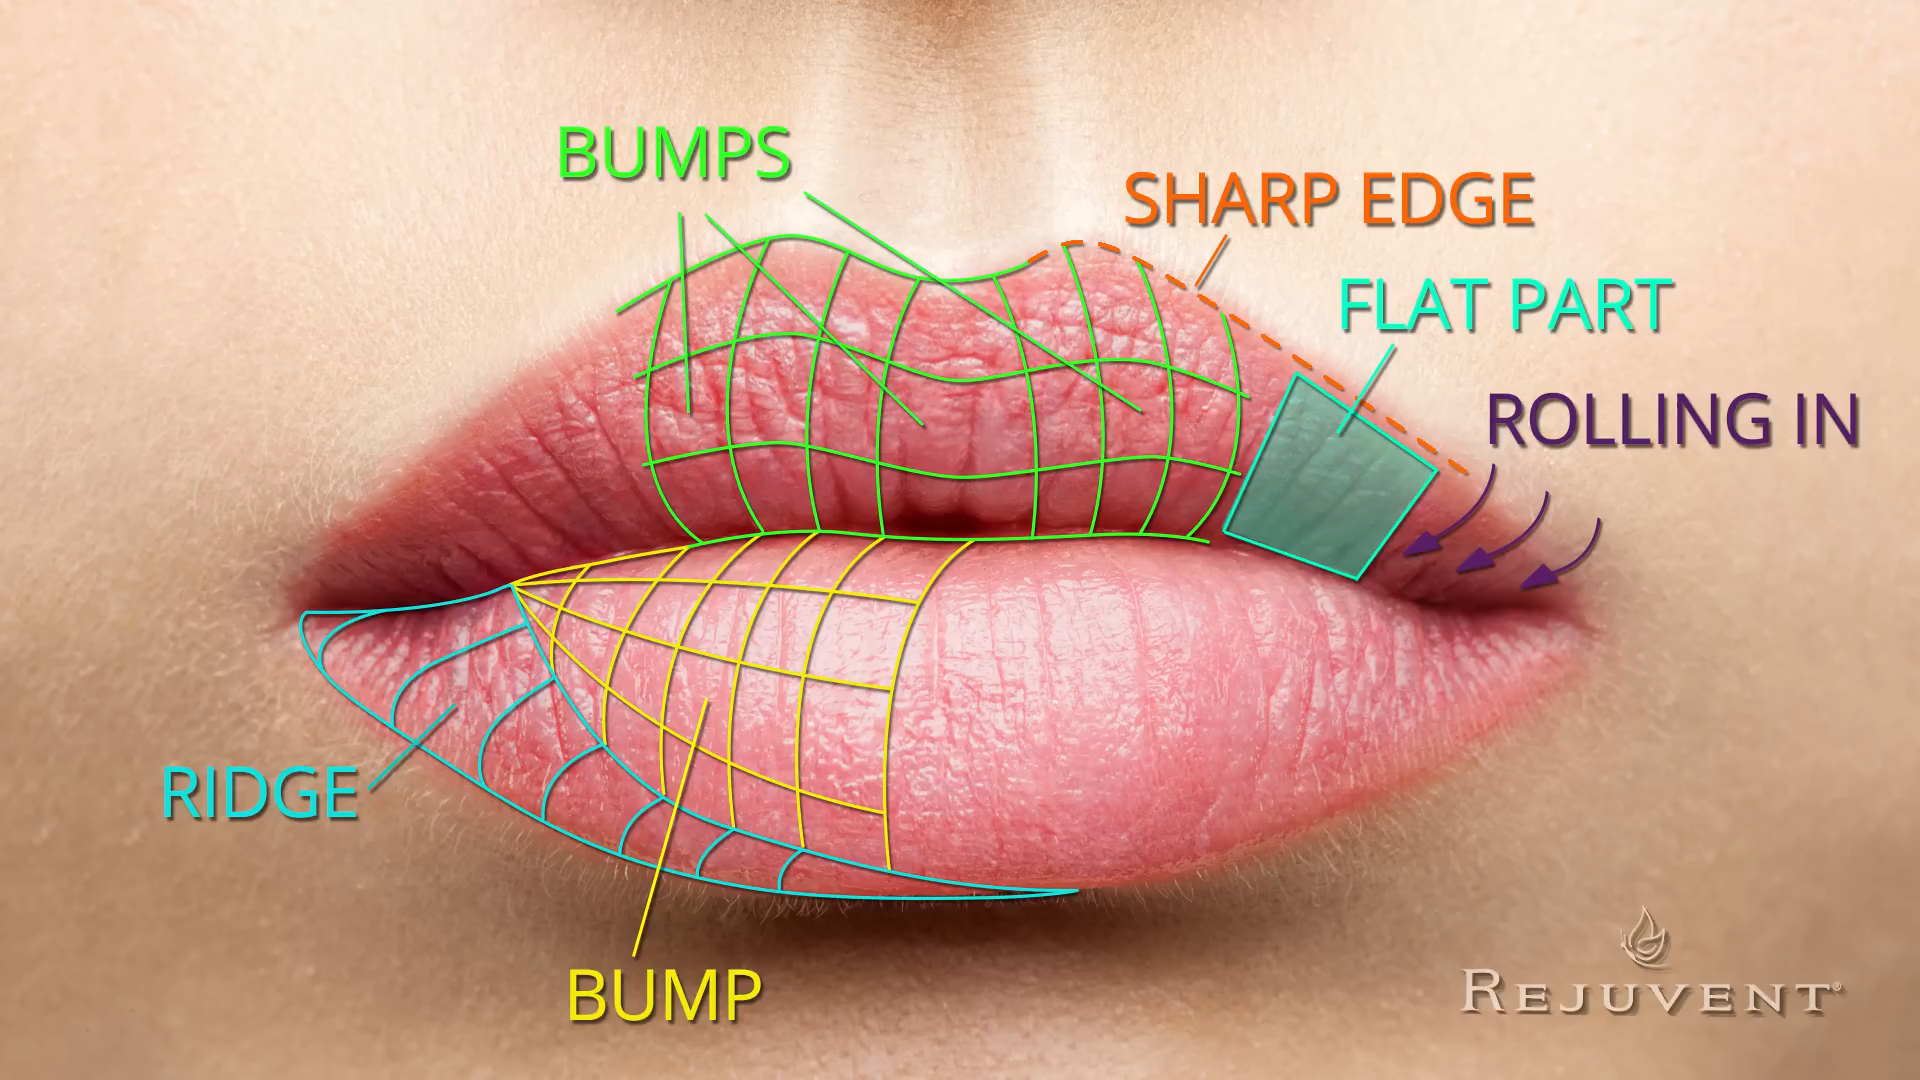 BUMPS
SHARP EDGE
FLAT PART
ROLLING IN
RIDGE
BUMP
REJUVENT®